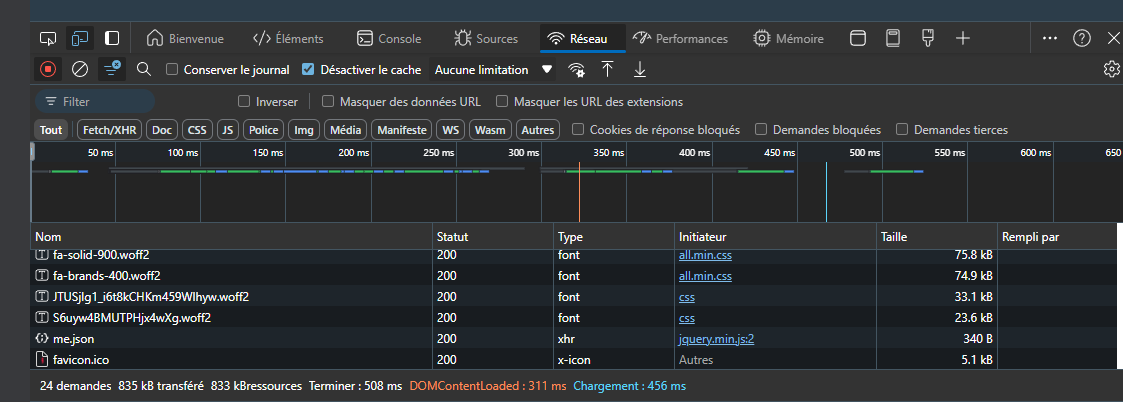 Bienvenue Éléments Console Sources Réseau Performances Mémoire
Conserver le journal Désactiver le cache Aucune limitation
Filter Inverser Masquer des données URL Masquer les URL des extensions
Tout Fetch/XHR Doc CSS JS Police Img Média Manifeste WS Wasm Autres Cookies de réponse bloqués Demandes bloquées Demandes tierces
50 ms 100 ms 150 ms 200 ms 250 ms 300 ms 350 ms 400 ms 450 ms 500 ms 550 ms 600 ms 650
Nom Statut Type Initiateur Taille Rempli par
fa-solid-900.woff2 200 font all.min.css 75.8 kB
fa-brands-400.woff2 200 font all.min.css 74.9 kB
JTUSjIg1_i6t8kCHKm459Wlhyw.woff2 200 font css 33.1 kB
S6uyw4BMUTPHjx4wXg.woff2 200 font css 23.6 kB
me.json 200 xhr jquery.min.js:2 340 B
favicon.ico 200 x-icon Autres 5.1 kB
24 demandes 835 kB transféré 833 kBressources Terminer : 508 ms DOMContentLoaded : 311 ms Chargement : 456 ms